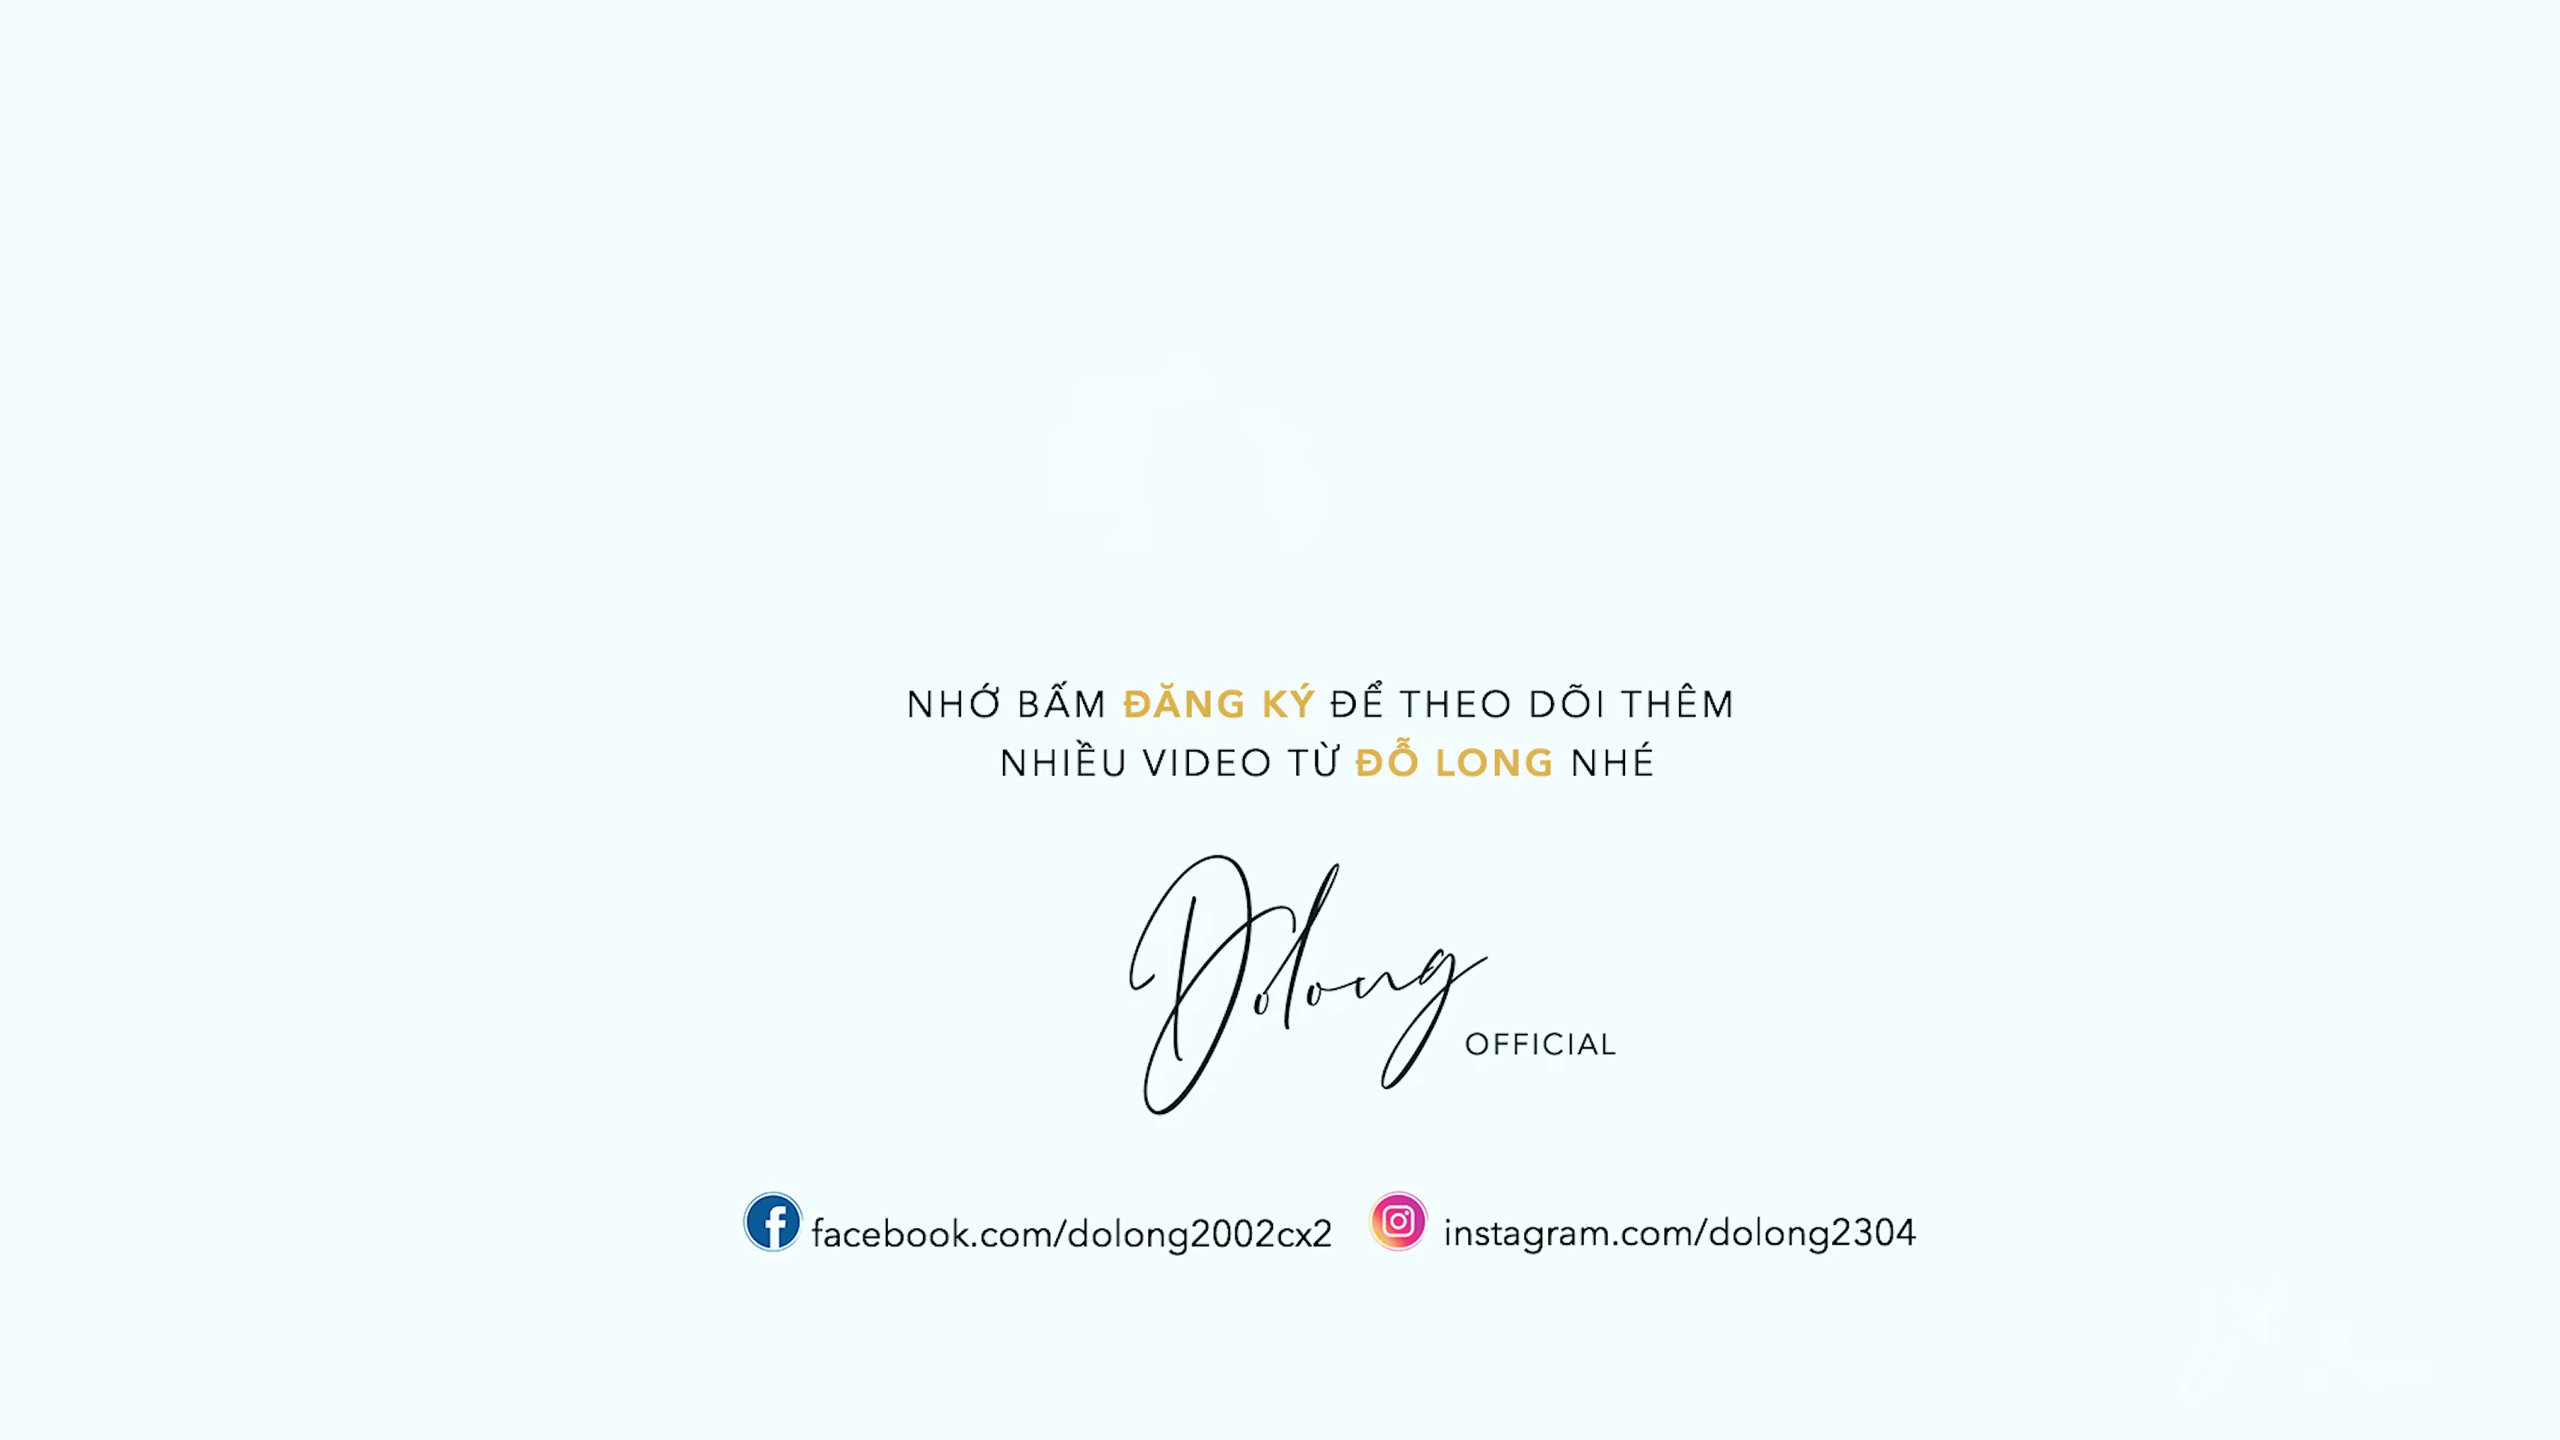 NHỚ BẤM ĐĂNG KÝ ĐỂ THEO DÕI THÊM
NHIỀU VIDEO TỪ ĐỖ LONG NHÉ
Dolong
OFFICIAL
facebook.com/dolong2002cx2 instagram.com/dolong2304